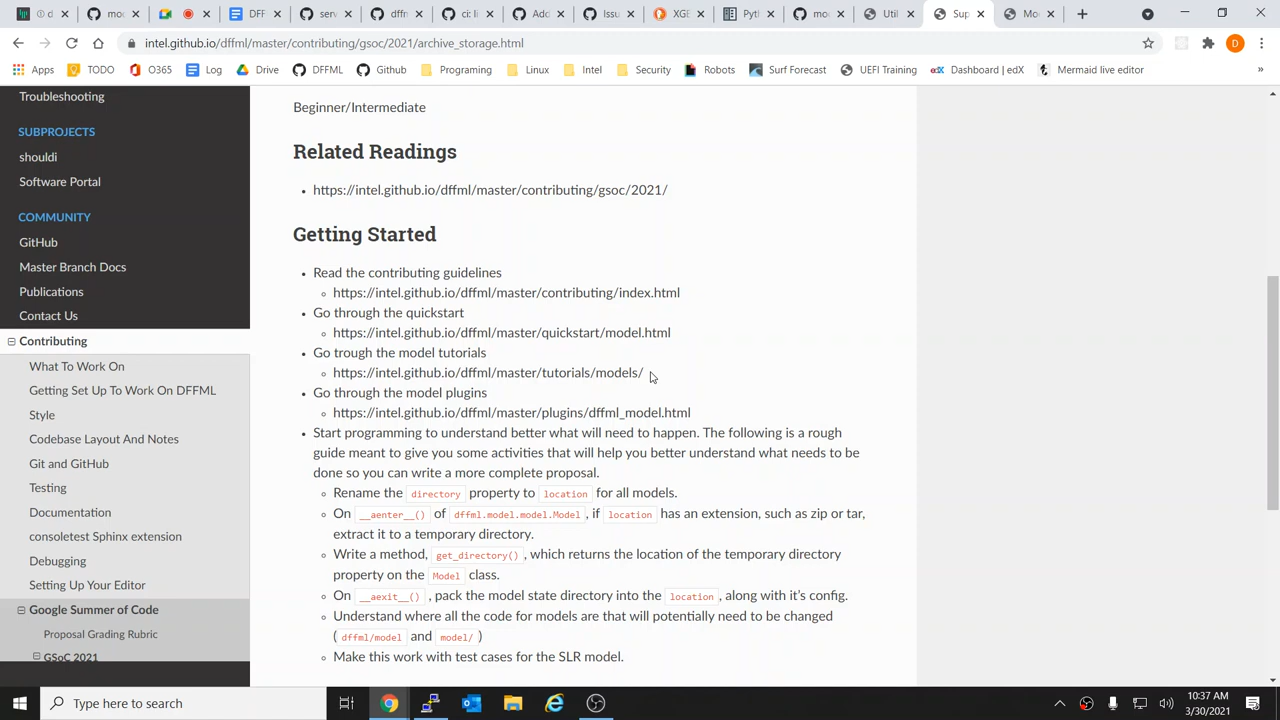 d
mo
DFF
serv
dffm
ci: l
Add
Issu
XGB
Pyth
mod
Util
Sup
Mod
intel.github.io/dffml/master/contributing/gsoc/2021/archive_storage.html
D
Apps
TODO
O365
Log
Drive
DFFML
Github
Programing
Linux
Intel
Security
Robots
Surf Forecast
UEFI Training
Dashboard | edX
Mermaid live editor
»
Troubleshooting
SUBPROJECTS
shouldi
Software Portal
COMMUNITY
GitHub
Master Branch Docs
Publications
Contact Us
Contributing
What To Work On
Getting Set Up To Work On DFFML
Style
Codebase Layout And Notes
Git and GitHub
Testing
Documentation
consoletest Sphinx extension
Debugging
Setting Up Your Editor
Google Summer of Code
Proposal Grading Rubric
GSoC 2021
Beginner/Intermediate
Related Readings
• https://intel.github.io/dffml/master/contributing/gsoc/2021/
Getting Started
• Read the contributing guidelines
◦ https://intel.github.io/dffml/master/contributing/index.html
• Go through the quickstart
◦ https://intel.github.io/dffml/master/quickstart/model.html
• Go trough the model tutorials
◦ https://intel.github.io/dffml/master/tutorials/models/
• Go through the model plugins
◦ https://intel.github.io/dffml/master/plugins/dffml_model.html
• Start programming to understand better what will need to happen. The following is a rough
guide meant to give you some activities that will help you better understand what needs to be
done so you can write a more complete proposal.
◦ Rename the directory property to location for all models.
◦ On __aenter__() of dffml.model.model.Model, if location has an extension, such as zip or tar,
extract it to a temporary directory.
◦ Write a method, get_directory(), which returns the location of the temporary directory
property on the Model class.
◦ On __aexit__() , pack the model state directory into the location, along with it's config.
◦ Understand where all the code for models are that will potentially need to be changed
( dffml/model and model/ )
◦ Make this work with test cases for the SLR model.
Type here to search
10:37 AM
3/30/2021